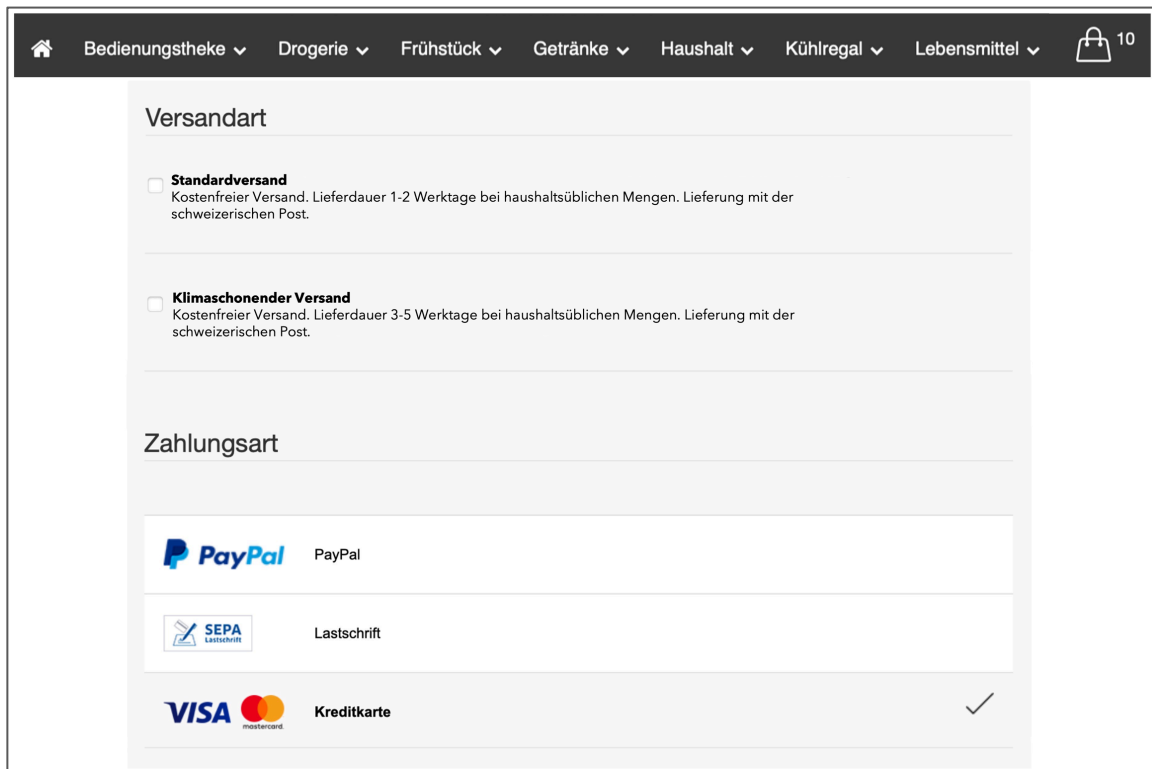 Bedienungstheke Drogerie Frühstück Getränke Haushalt Kühlregal Lebensmittel 10
Versandart
Standardversand
Kostenfreier Versand. Lieferdauer 1-2 Werktage bei haushaltsüblichen Mengen. Lieferung mit der
schweizerischen Post.
Klimaschonender Versand
Kostenfreier Versand. Lieferdauer 3-5 Werktage bei haushaltsüblichen Mengen. Lieferung mit der
schweizerischen Post.
Zahlungsart
PayPal PayPal
SEPA
Lastschrift
Lastschrift
VISA mastercard. Kreditkarte